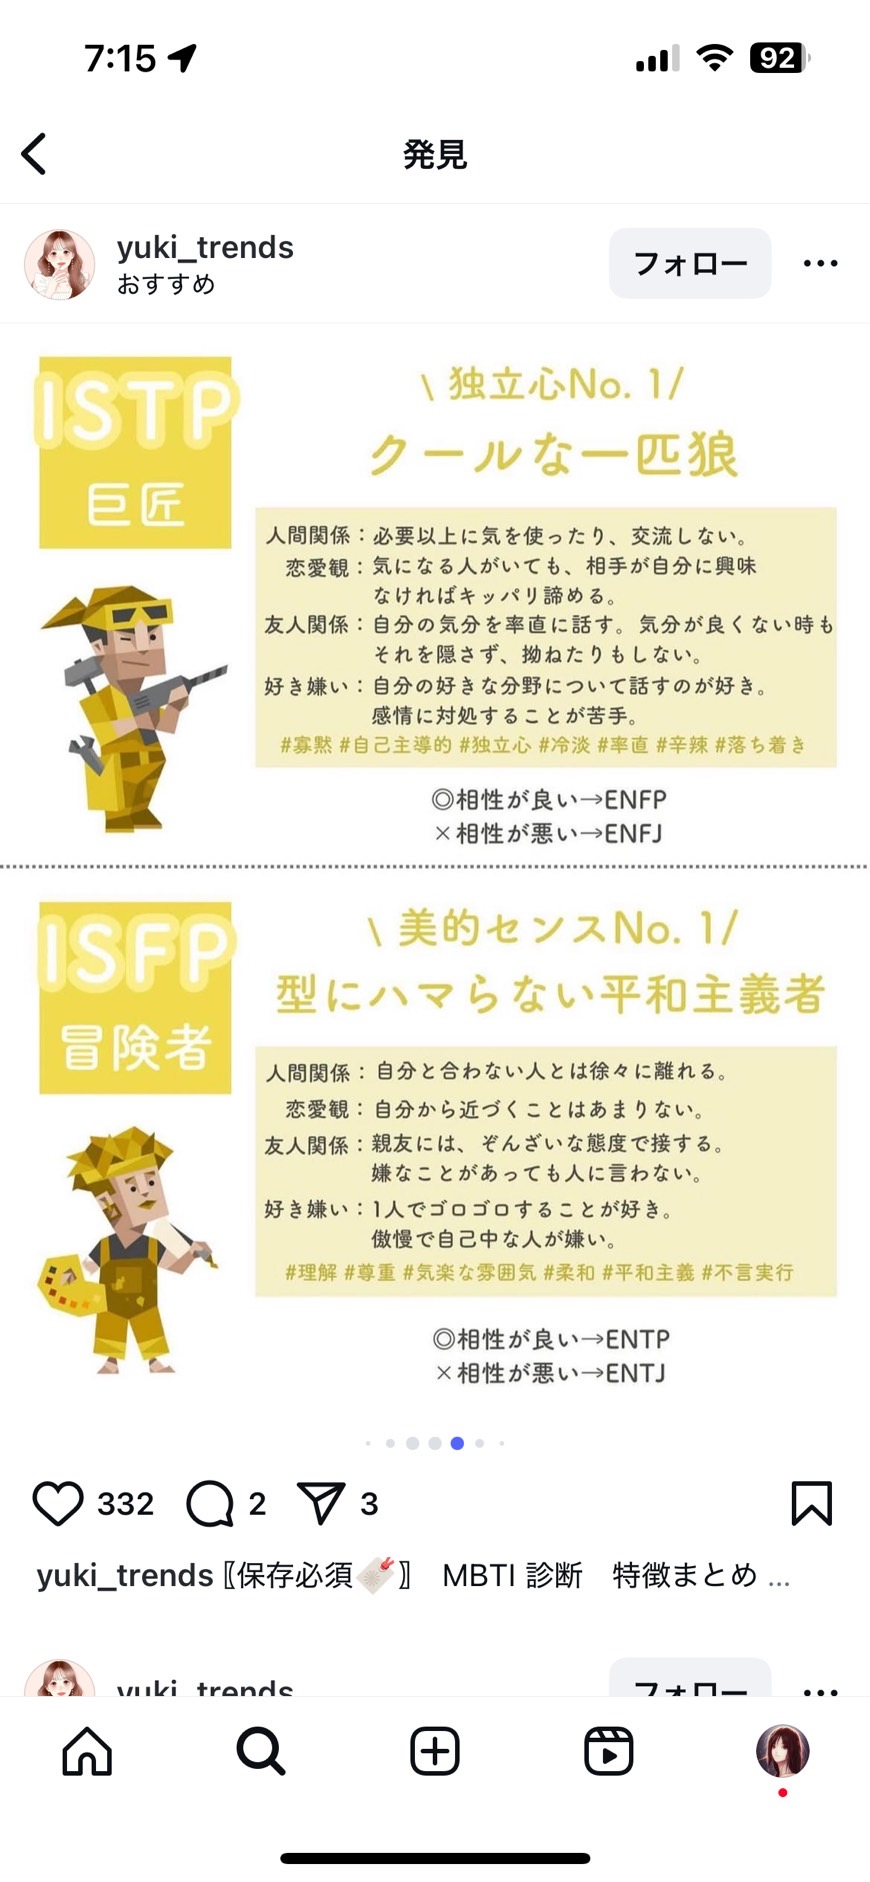 7:15
92
発見
yuki_trends
フォロー
おすすめ
ISTP
巨匠
\ 独立心No. 1/
クールな一匹狼
人間関係：必要以上に気を使ったり、交流しない。
恋愛観：気になる人がいても、相手が自分に興味
なければキッパリ諦める。
友人関係：自分の気分を率直に話す。気分が良くない時も
それを隠さず、拗ねたりもしない。
好き嫌い：自分の好きな分野について話すのが好き。
感情に対処することが苦手。
#寡黙 #自己主導的 #独立心 #冷淡 #率直 #辛辣 #落ち着き
◎相性が良い→ENFP
×相性が悪い→ENFJ
ISFP
冒険者
\ 美的センスNo. 1/
型にハマらない平和主義者
人間関係：自分と合わない人とは徐々に離れる。
恋愛観：自分から近づくことはあまりない。
友人関係：親友には、ぞんざいな態度で接する。
嫌なことがあっても人に言わない。
好き嫌い：1人でゴロゴロすることが好き。
傲慢で自己中な人が嫌い。
#理解 #尊重 #気楽な雰囲気 #柔和 #平和主義 #不言実行
◎相性が良い→ENTP
×相性が悪い→ENTJ
332 2 3
yuki_trends〖保存必須〗 MBTI 診断　特徴まとめ ...
yuki_trends
フォロー